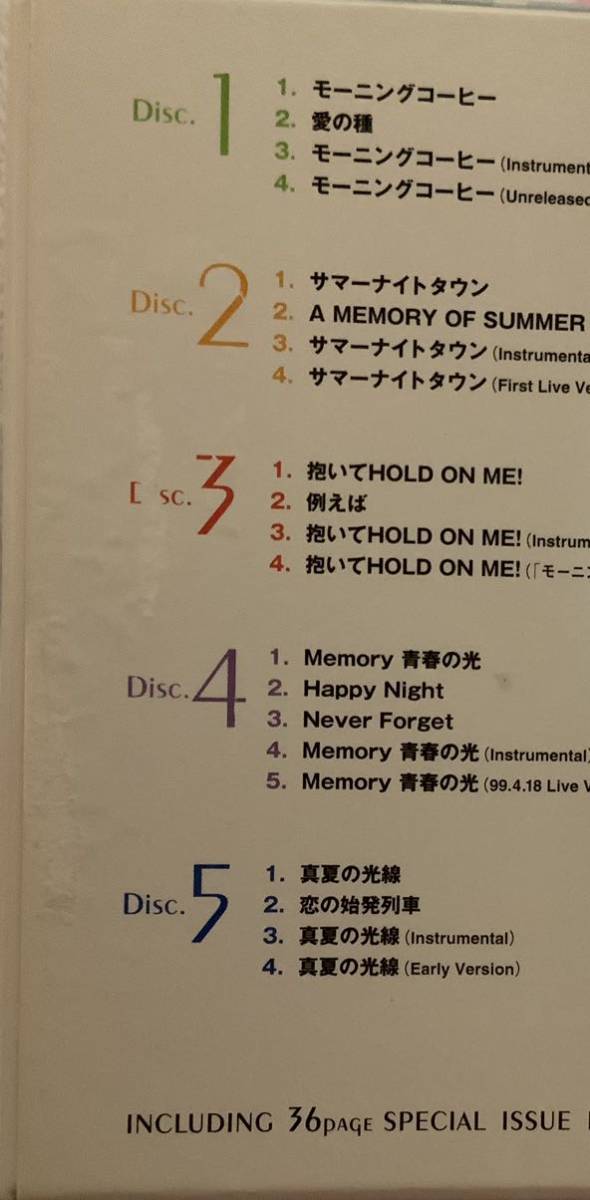 Disc. 1
1. モーニングコーヒー
2. 愛の種
3. モーニングコーヒー (Instrument
4. モーニングコーヒー (Unreleased
Disc. 2
1. サマーナイトタウン
2. A MEMORY OF SUMMER
3. サマーナイトタウン (Instrumenta
4. サマーナイトタウン (First Live Ve
Disc. 3
1. 抱いてHOLD ON ME!
2. 例えば
3. 抱いてHOLD ON ME! (Instrum
4. 抱いてHOLD ON ME! (「モーニ
Disc. 4
1. Memory 青春の光
2. Happy Night
3. Never Forget
4. Memory 青春の光 (Instrumental)
5. Memory 青春の光 (99.4.18 Live V
Disc. 5
1. 真夏の光線
2. 恋の始発列車
3. 真夏の光線 (Instrumental)
4. 真夏の光線 (Early Version)
INCLUDING 36PAGE SPECIAL ISSUE